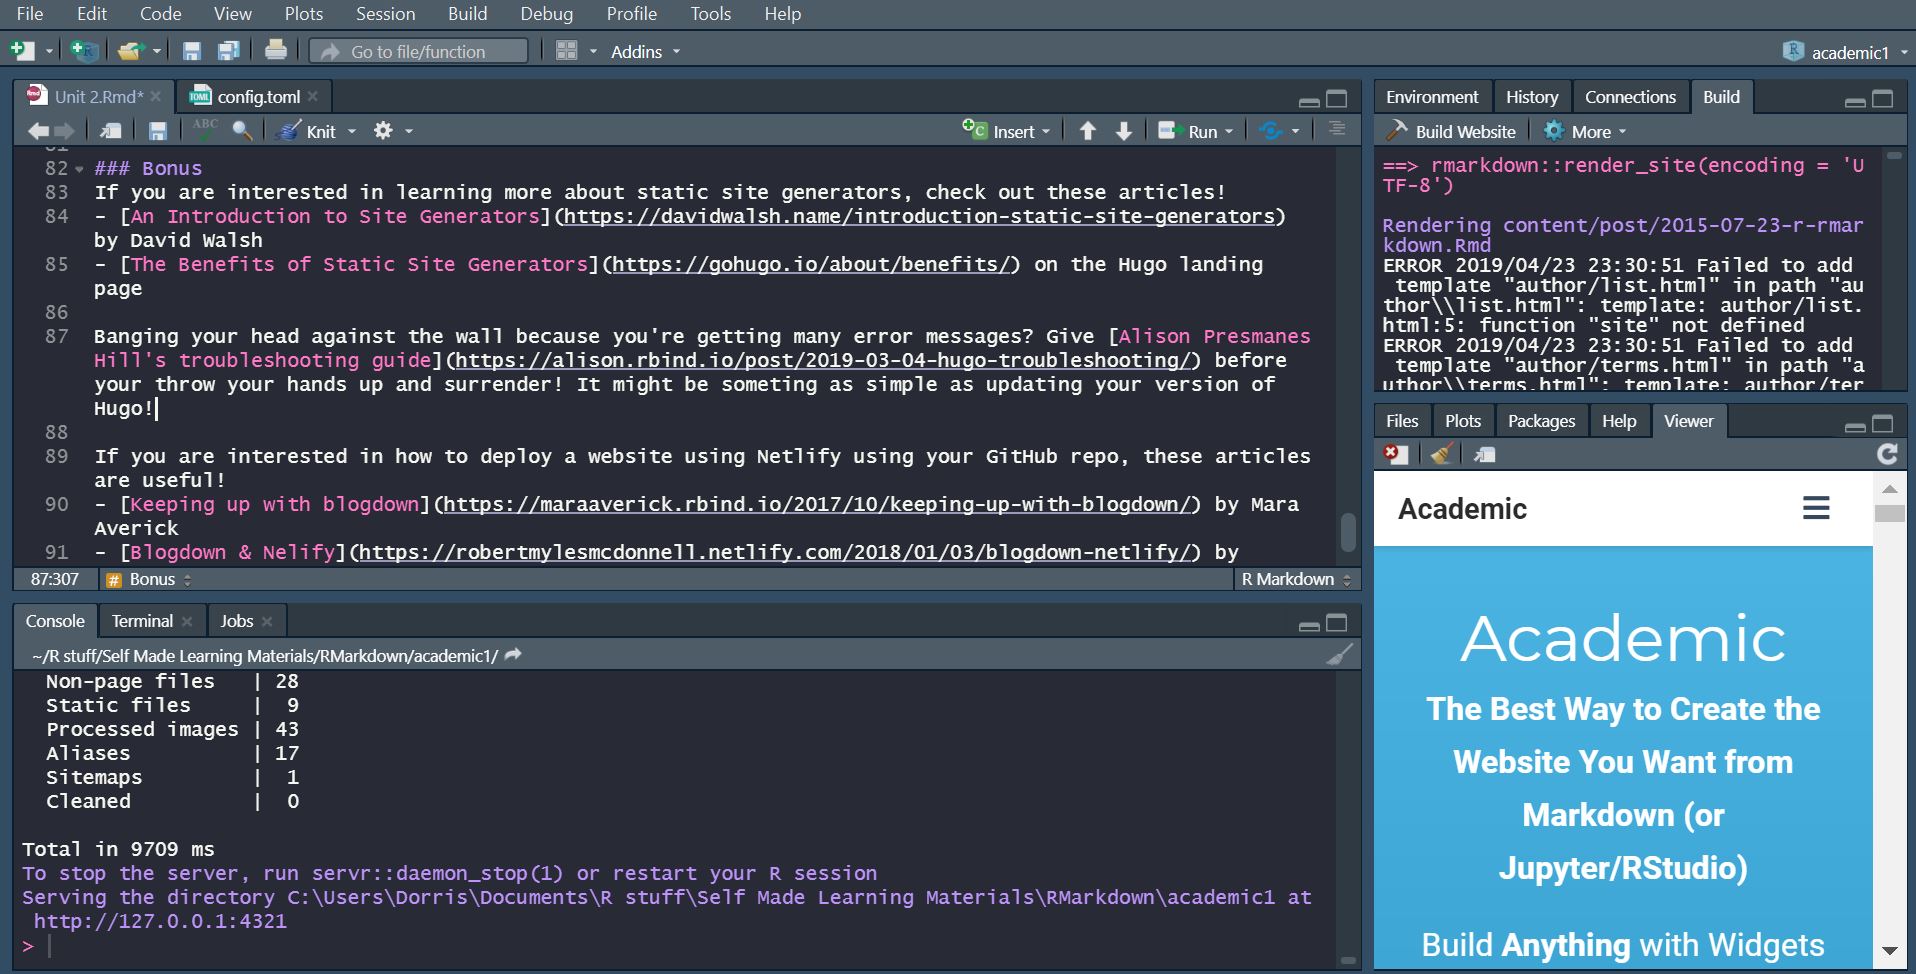 File Edit Code View Plots Session Build Debug Profile Tools Help
Go to file/function Addins academic1
Unit 2.Rmd* config.toml
ABC Knit Insert Run
82 ### Bonus
83 If you are interested in learning more about static site generators, check out these articles!
84 - [An Introduction to Site Generators](https://davidwalsh.name/introduction-static-site-generators)
by David Walsh
85 - [The Benefits of Static Site Generators](https://gohugo.io/about/benefits/) on the Hugo landing
page
86
87 Banging your head against the wall because you're getting many error messages? Give [Alison Presmanes
Hill's troubleshooting guide](https://alison.rbind.io/post/2019-03-04-hugo-troubleshooting/) before
your throw your hands up and surrender! It might be someting as simple as updating your version of
Hugo!
88
89 If you are interested in how to deploy a website using Netlify using your GitHub repo, these articles
are useful!
90 - [Keeping up with blogdown](https://maraaverick.rbind.io/2017/10/keeping-up-with-blogdown/) by Mara
Averick
91 - [Blogdown & Nelify](https://robertmylesmcdonnell.netlify.com/2018/01/03/blogdown-netlify/) by
87:307 # Bonus R Markdown
Console Terminal Jobs
~/R stuff/Self Made Learning Materials/RMarkdown/academic1/
Non-page files | 28
Static files | 9
Processed images | 43
Aliases | 17
Sitemaps | 1
Cleaned | 0
Total in 9709 ms
To stop the server, run servr::daemon_stop(1) or restart your R session
Serving the directory C:\Users\Dorris\Documents\R stuff\Self Made Learning Materials\RMarkdown\academic1 at
http://127.0.0.1:4321
>
Environment History Connections Build
Build Website More
==> rmarkdown::render_site(encoding = 'U
TF-8')
Rendering content/post/2015-07-23-r-rmar
kdown.Rmd
ERROR 2019/04/23 23:30:51 Failed to add
template "author/list.html" in path "au
thor\\list.html": template: author/list.
html:5: function "site" not defined
ERROR 2019/04/23 23:30:51 Failed to add
template "author/terms.html" in path "a
uthor\\terms.html": template: author/ter
Files Plots Packages Help Viewer
Academic
Academic
The Best Way to Create the
Website You Want from
Markdown (or
Jupyter/RStudio)
Build Anything with Widgets